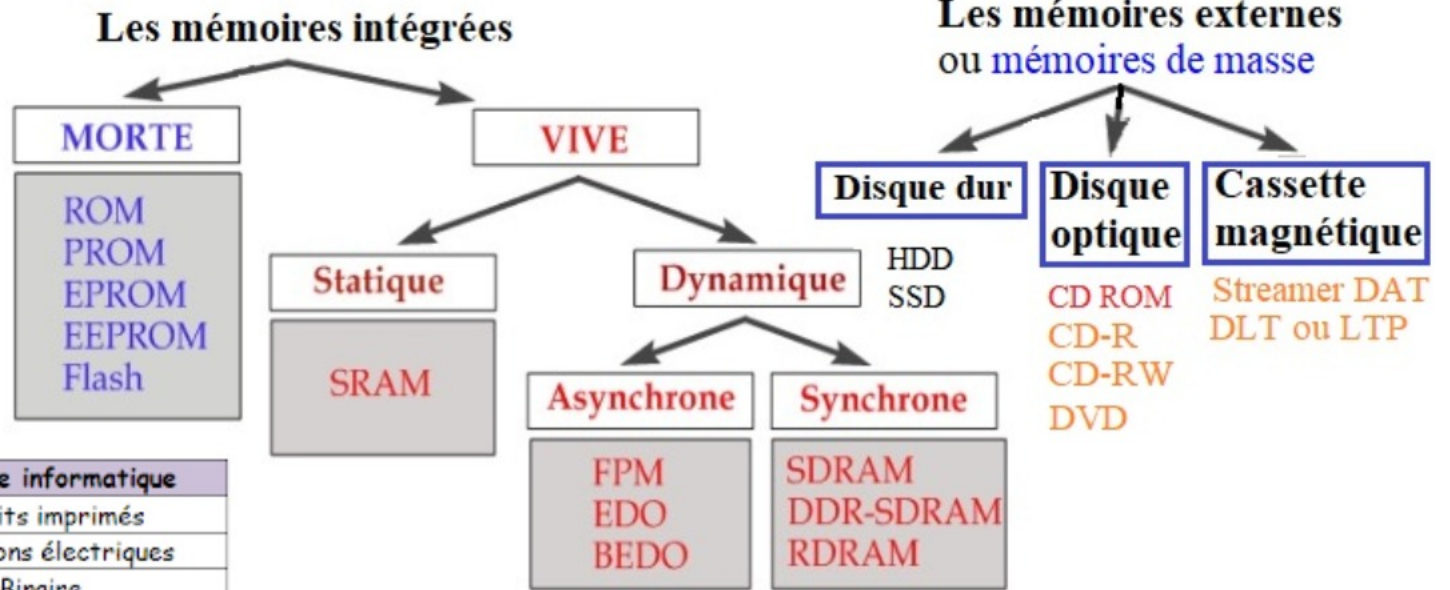 Les mémoires intégrées
MORTE
ROM
PROM
EPROM
EEPROM
Flash
VIVE
Statique
SRAM
Dynamique
Asynchrone
FPM
EDO
BEDO
Synchrone
SDRAM
DDR-SDRAM
RDRAM
Les mémoires externes
ou mémoires de masse
Disque dur
HDD
SSD
Disque
optique
CD ROM
CD-R
CD-RW
DVD
Cassette
magnétique
Streamer DAT
DLT ou LTP
informatique
imprimés
électriques
Binaire